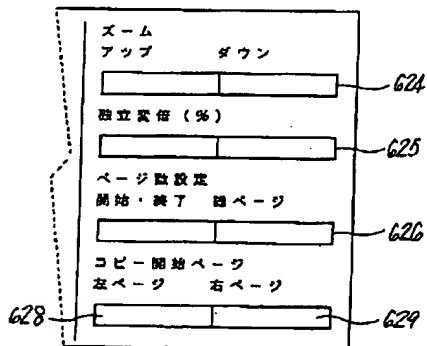 ズーム
アップ ダウン
624
独立変倍(%)
625
ページ数設定
開始・終了 総ページ
626
コピー開始ページ
左ページ 右ページ
628 629